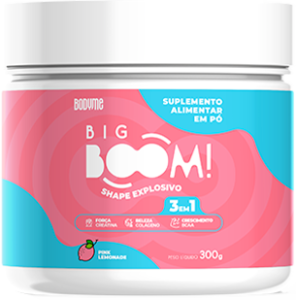 BODYME
SUPLEMENTO
ALIMENTAR
EM PÓ
BIG
BOOM!
SHAPE EXPLOSIVO
3 EM 1
FORÇA
CREATINA
BELEZA
COLÁGENO
CRESCIMENTO
BCAA
PINK
LEMONADE
300g